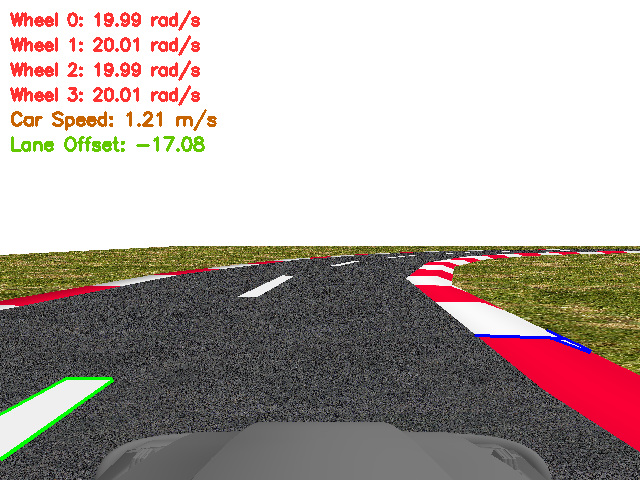 Wheel 0: 19.99 rad/s
Wheel 1: 20.01 rad/s
Wheel 2: 19.99 rad/s
Wheel 3: 20.01 rad/s
Car Speed: 1.21 m/s
Lane Offset: -17.08